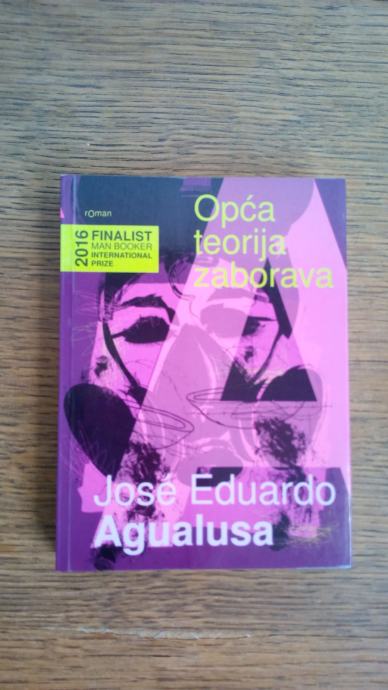 rOman
2016
FINALIST
MAN BOOKER
INTERNATIONAL
PRIZE
Opća
teorija
zaborava
José Eduardo
Agualusa